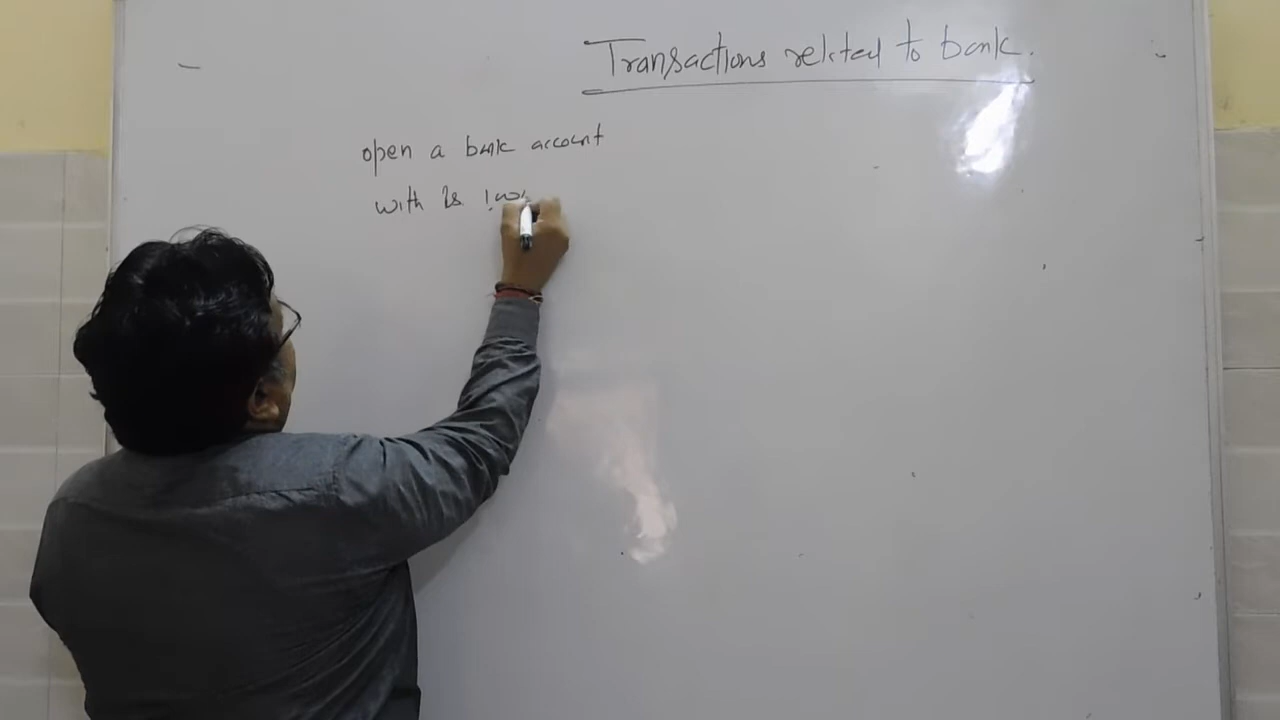 Transactions related to bank.
open a bank account
with Rs